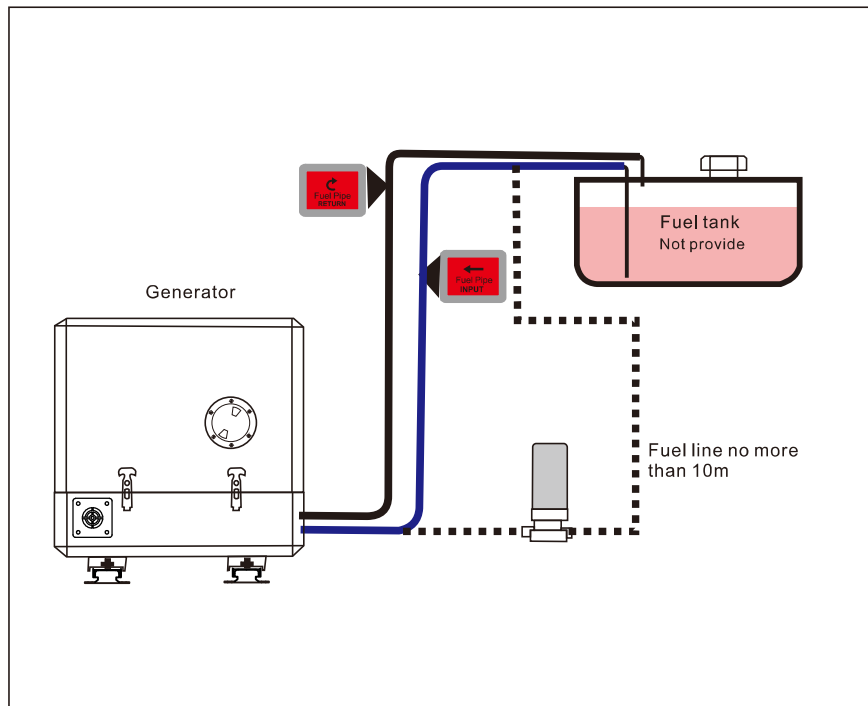 Fuel Pipe
RETURN
Fuel tank
Not provide
Fuel Pipe
INPUT
Generator
Fuel line no more
than 10m